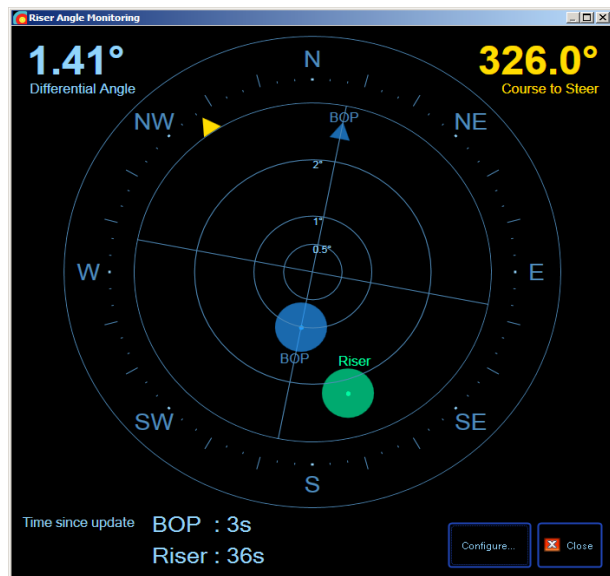 Riser Angle Monitoring
1.41°
Differential Angle
326.0°
Course to Steer
N
NW
BOP
NE
2°
1°
0.5°
W
E
BOP
Riser
SW
SE
S
Time since update
BOP : 3s
Riser : 36s
Configure...
Close